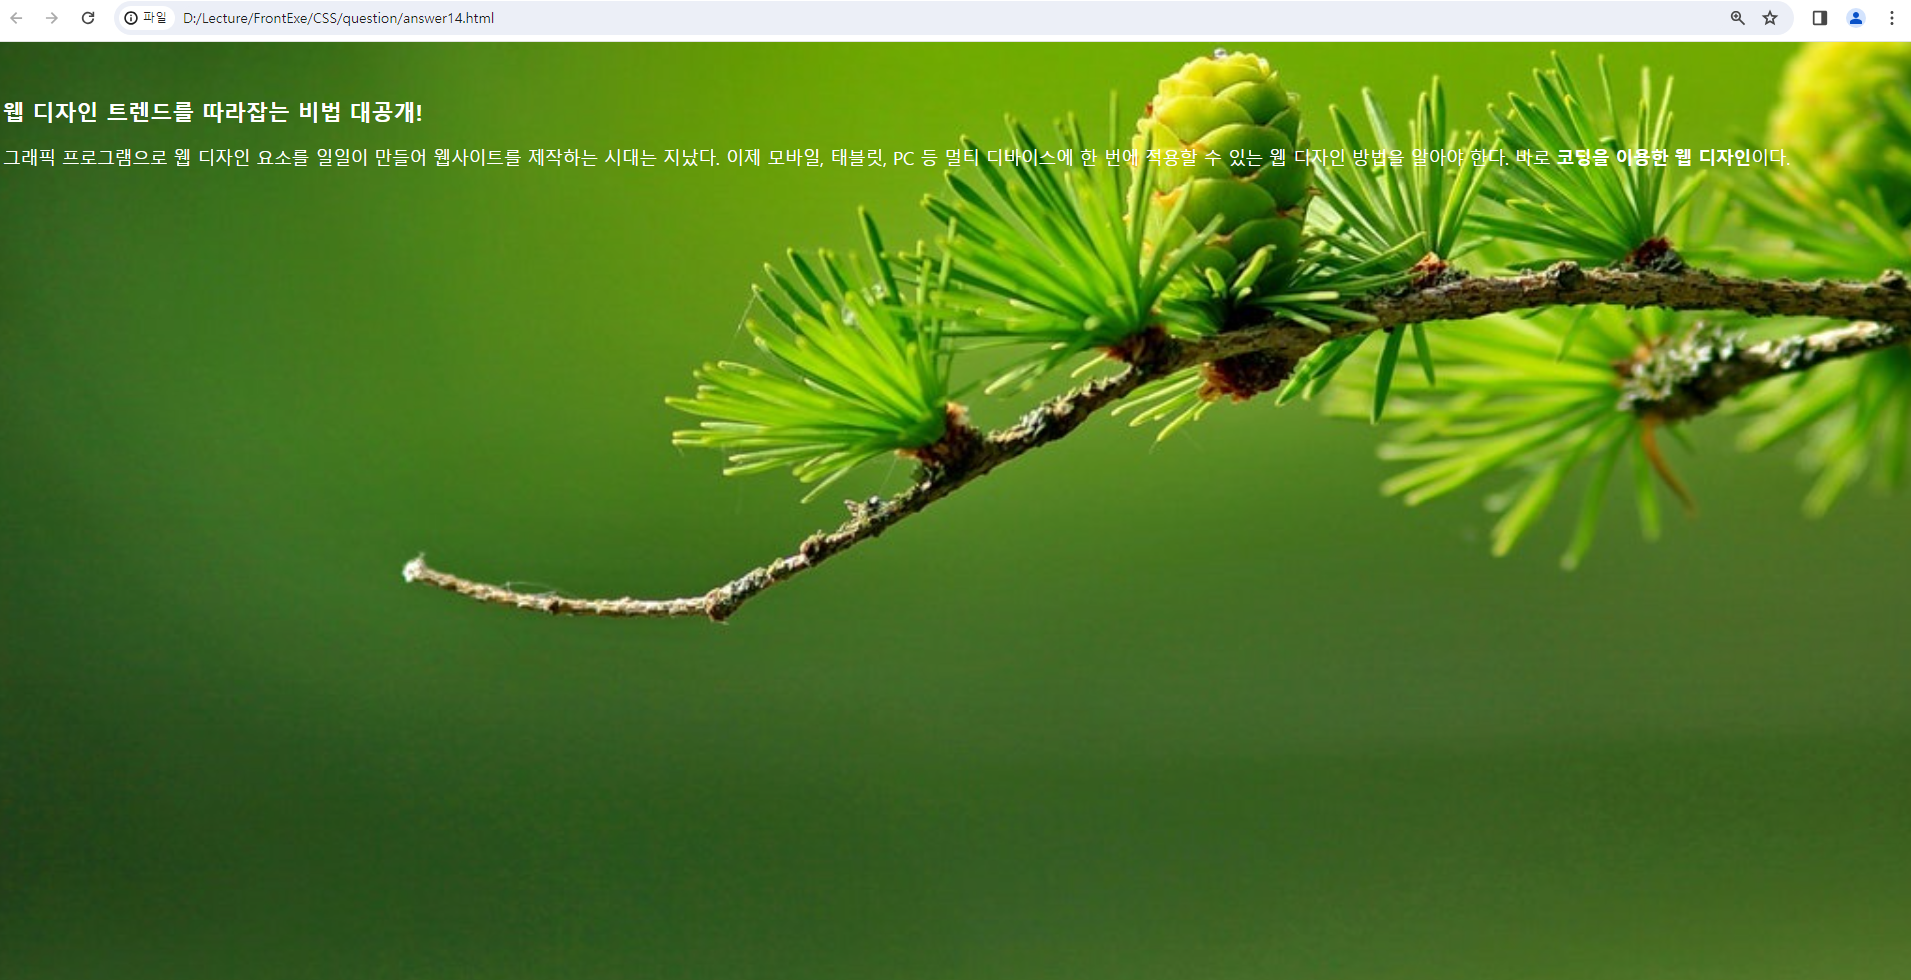 파일 D:/Lecture/FrontExe/CSS/question/answer14.html
웹 디자인 트렌드를 따라잡는 비법 대공개!
그래픽 프로그램으로 웹 디자인 요소를 일일이 만들어 웹사이트를 제작하는 시대는 지났다. 이제 모바일, 태블릿, PC 등 멀티 디바이스에 한 번에 적용할 수 있는 웹 디자인 방법을 알아야 한다. 바로 코딩을 이용한 웹 디자인이다.